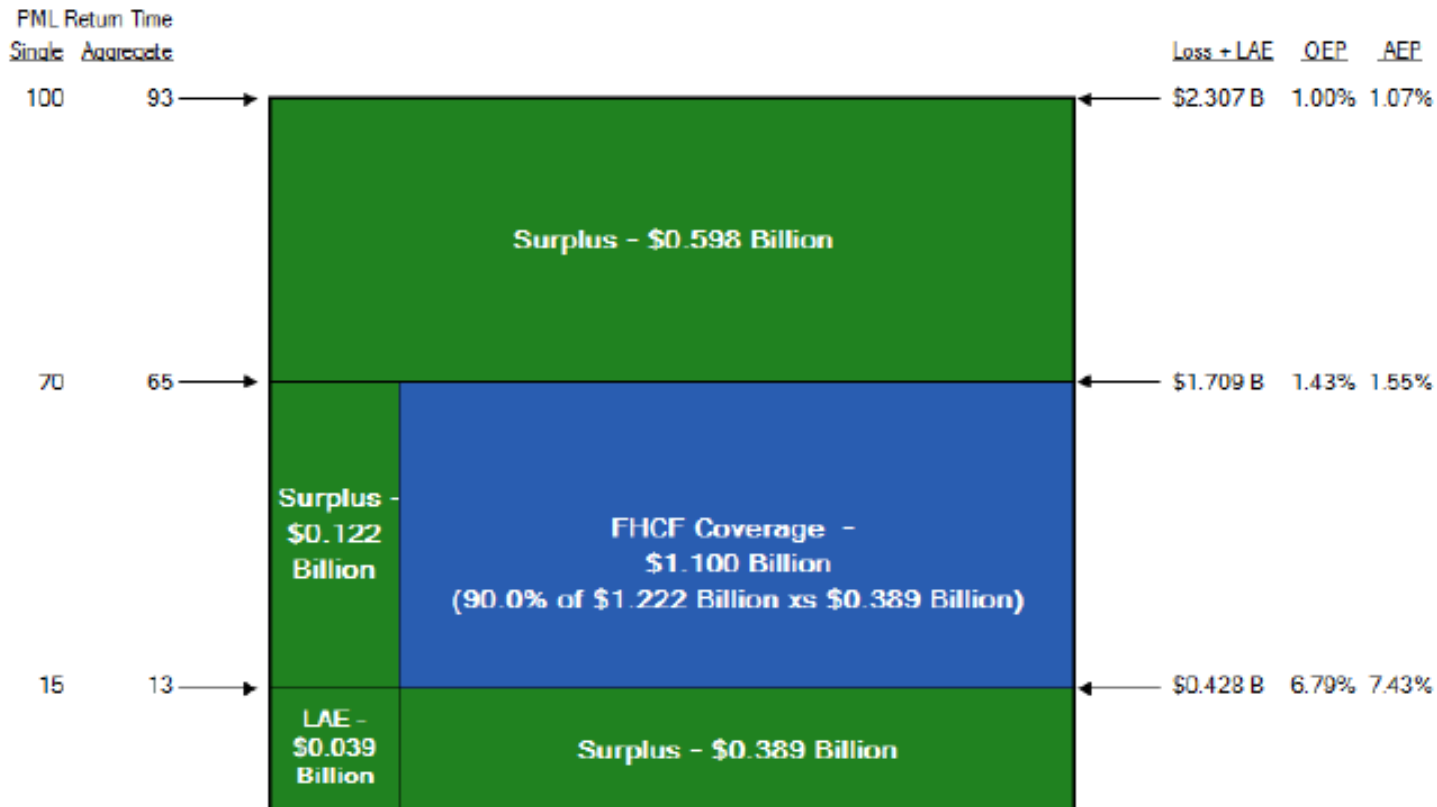 PML Return Time
Single Aggregate
Loss + LAE OEP AEP
100 93
$2.307 B 1.00% 1.07%
Surplus - $0.598 Billion
70 65
$1.709 B 1.43% 1.55%
Surplus -
$0.122
Billion
FHCF Coverage -
$1.100 Billion
(90.0% of $1.222 Billion xs $0.389 Billion)
15 13
$0.428 B 6.79% 7.43%
LAE -
$0.039
Billion
Surplus - $0.389 Billion